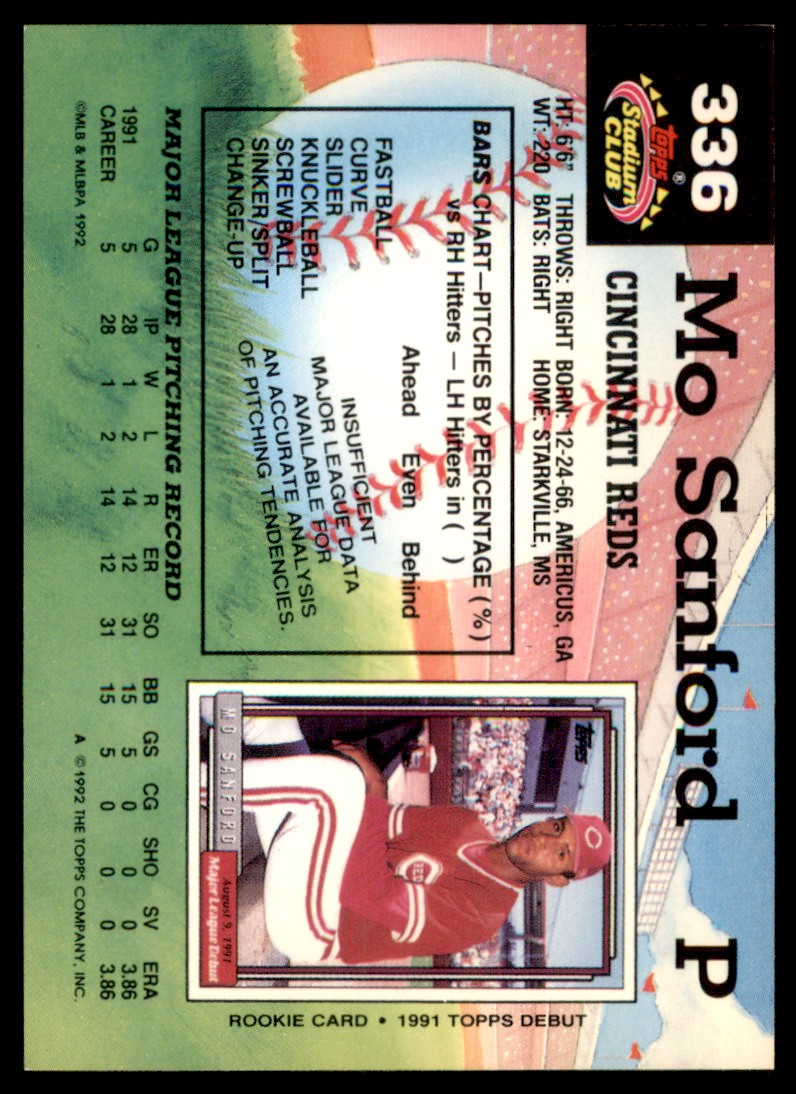 336
TOPPS®
Stadium
CLUB
Mo Sanford P
CINCINNATI REDS
HT: 6'6" THROWS: RIGHT BORN: 12-24-66, AMERICUS, GA
WT: 220 BATS: RIGHT HOME: STARKVILLE, MS
BARS CHART—PITCHES BY PERCENTAGE (%)
vs RH Hitters — LH Hitters in ( )
Ahead Even Behind
FASTBALL
CURVE
SLIDER
KNUCKLEBALL
SCREWBALL
SINKER/SPLIT
CHANGE-UP
INSUFFICIENT
MAJOR LEAGUE DATA
AVAILABLE FOR
AN ACCURATE ANALYSIS
OF PITCHING TENDENCIES.
TOPPS
C
REDS
MO SANFORD
August 9, 1991
Major League Debut
ROOKIE CARD • 1991 TOPPS DEBUT
MAJOR LEAGUE PITCHING RECORD
G IP W L R ER SO BB GS CG SHO SV ERA
1991 5 28 1 2 14 12 31 15 5 0 0 0 3.86
CAREER 5 28 1 2 14 12 31 15 5 0 0 0 3.86
©MLB & MLBPA 1992 A ©1992 THE TOPPS COMPANY, INC.